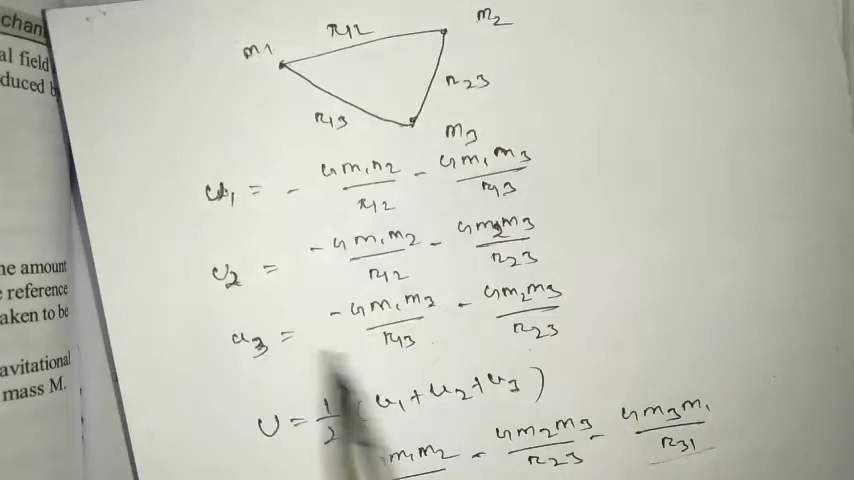 chan
al field
duced b
he amount
e reference
aken to be
avitational
mass M.
r12
m1
m2
r23
r13
m3
u1 = - Gm1m2/r12 - Gm1m3/r13
u2 = - Gm1m2/r12 - Gm2m3/r23
u3 = - Gm1m3/r13 - Gm2m3/r23
U = 1/2 (u1 + u2 + u3)
m1m2 - Gm2m3/r23 - Gm3m1/r31